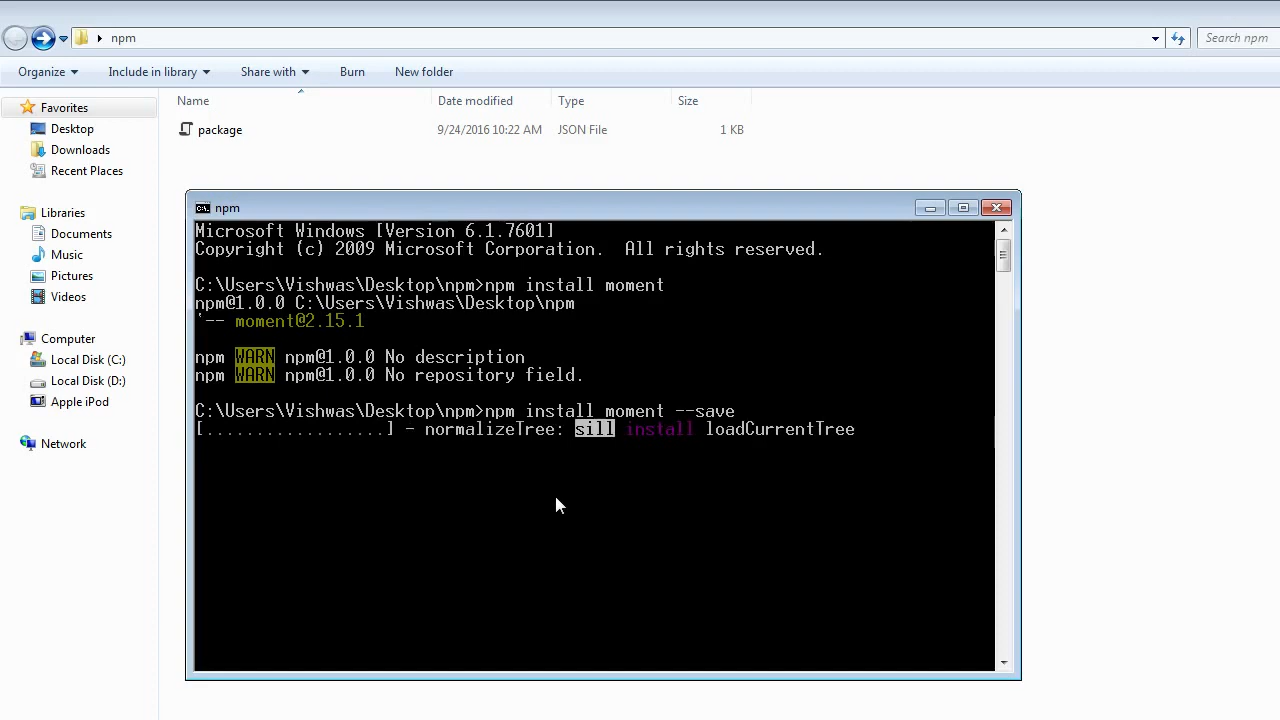 npm
Search npm
Organize
Include in library
Share with
Burn
New folder
Name
Date modified
Type
Size
Favorites
package
9/24/2016 10:22 AM
JSON File
1 KB
Desktop
Downloads
Recent Places
Libraries
Documents
Music
Pictures
Videos
Computer
Local Disk (C:)
Local Disk (D:)
Apple iPod
Network
C:\. npm
Microsoft Windows [Version 6.1.7601]
Copyright (c) 2009 Microsoft Corporation.  All rights reserved.
C:\Users\Vishwas\Desktop\npm>npm install moment
npm@1.0.0 C:\Users\Vishwas\Desktop\npm
`-- moment@2.15.1
npm WARN npm@1.0.0 No description
npm WARN npm@1.0.0 No repository field.
C:\Users\Vishwas\Desktop\npm>npm install moment --save
[..................] - normalizeTree: sill install loadCurrentTree